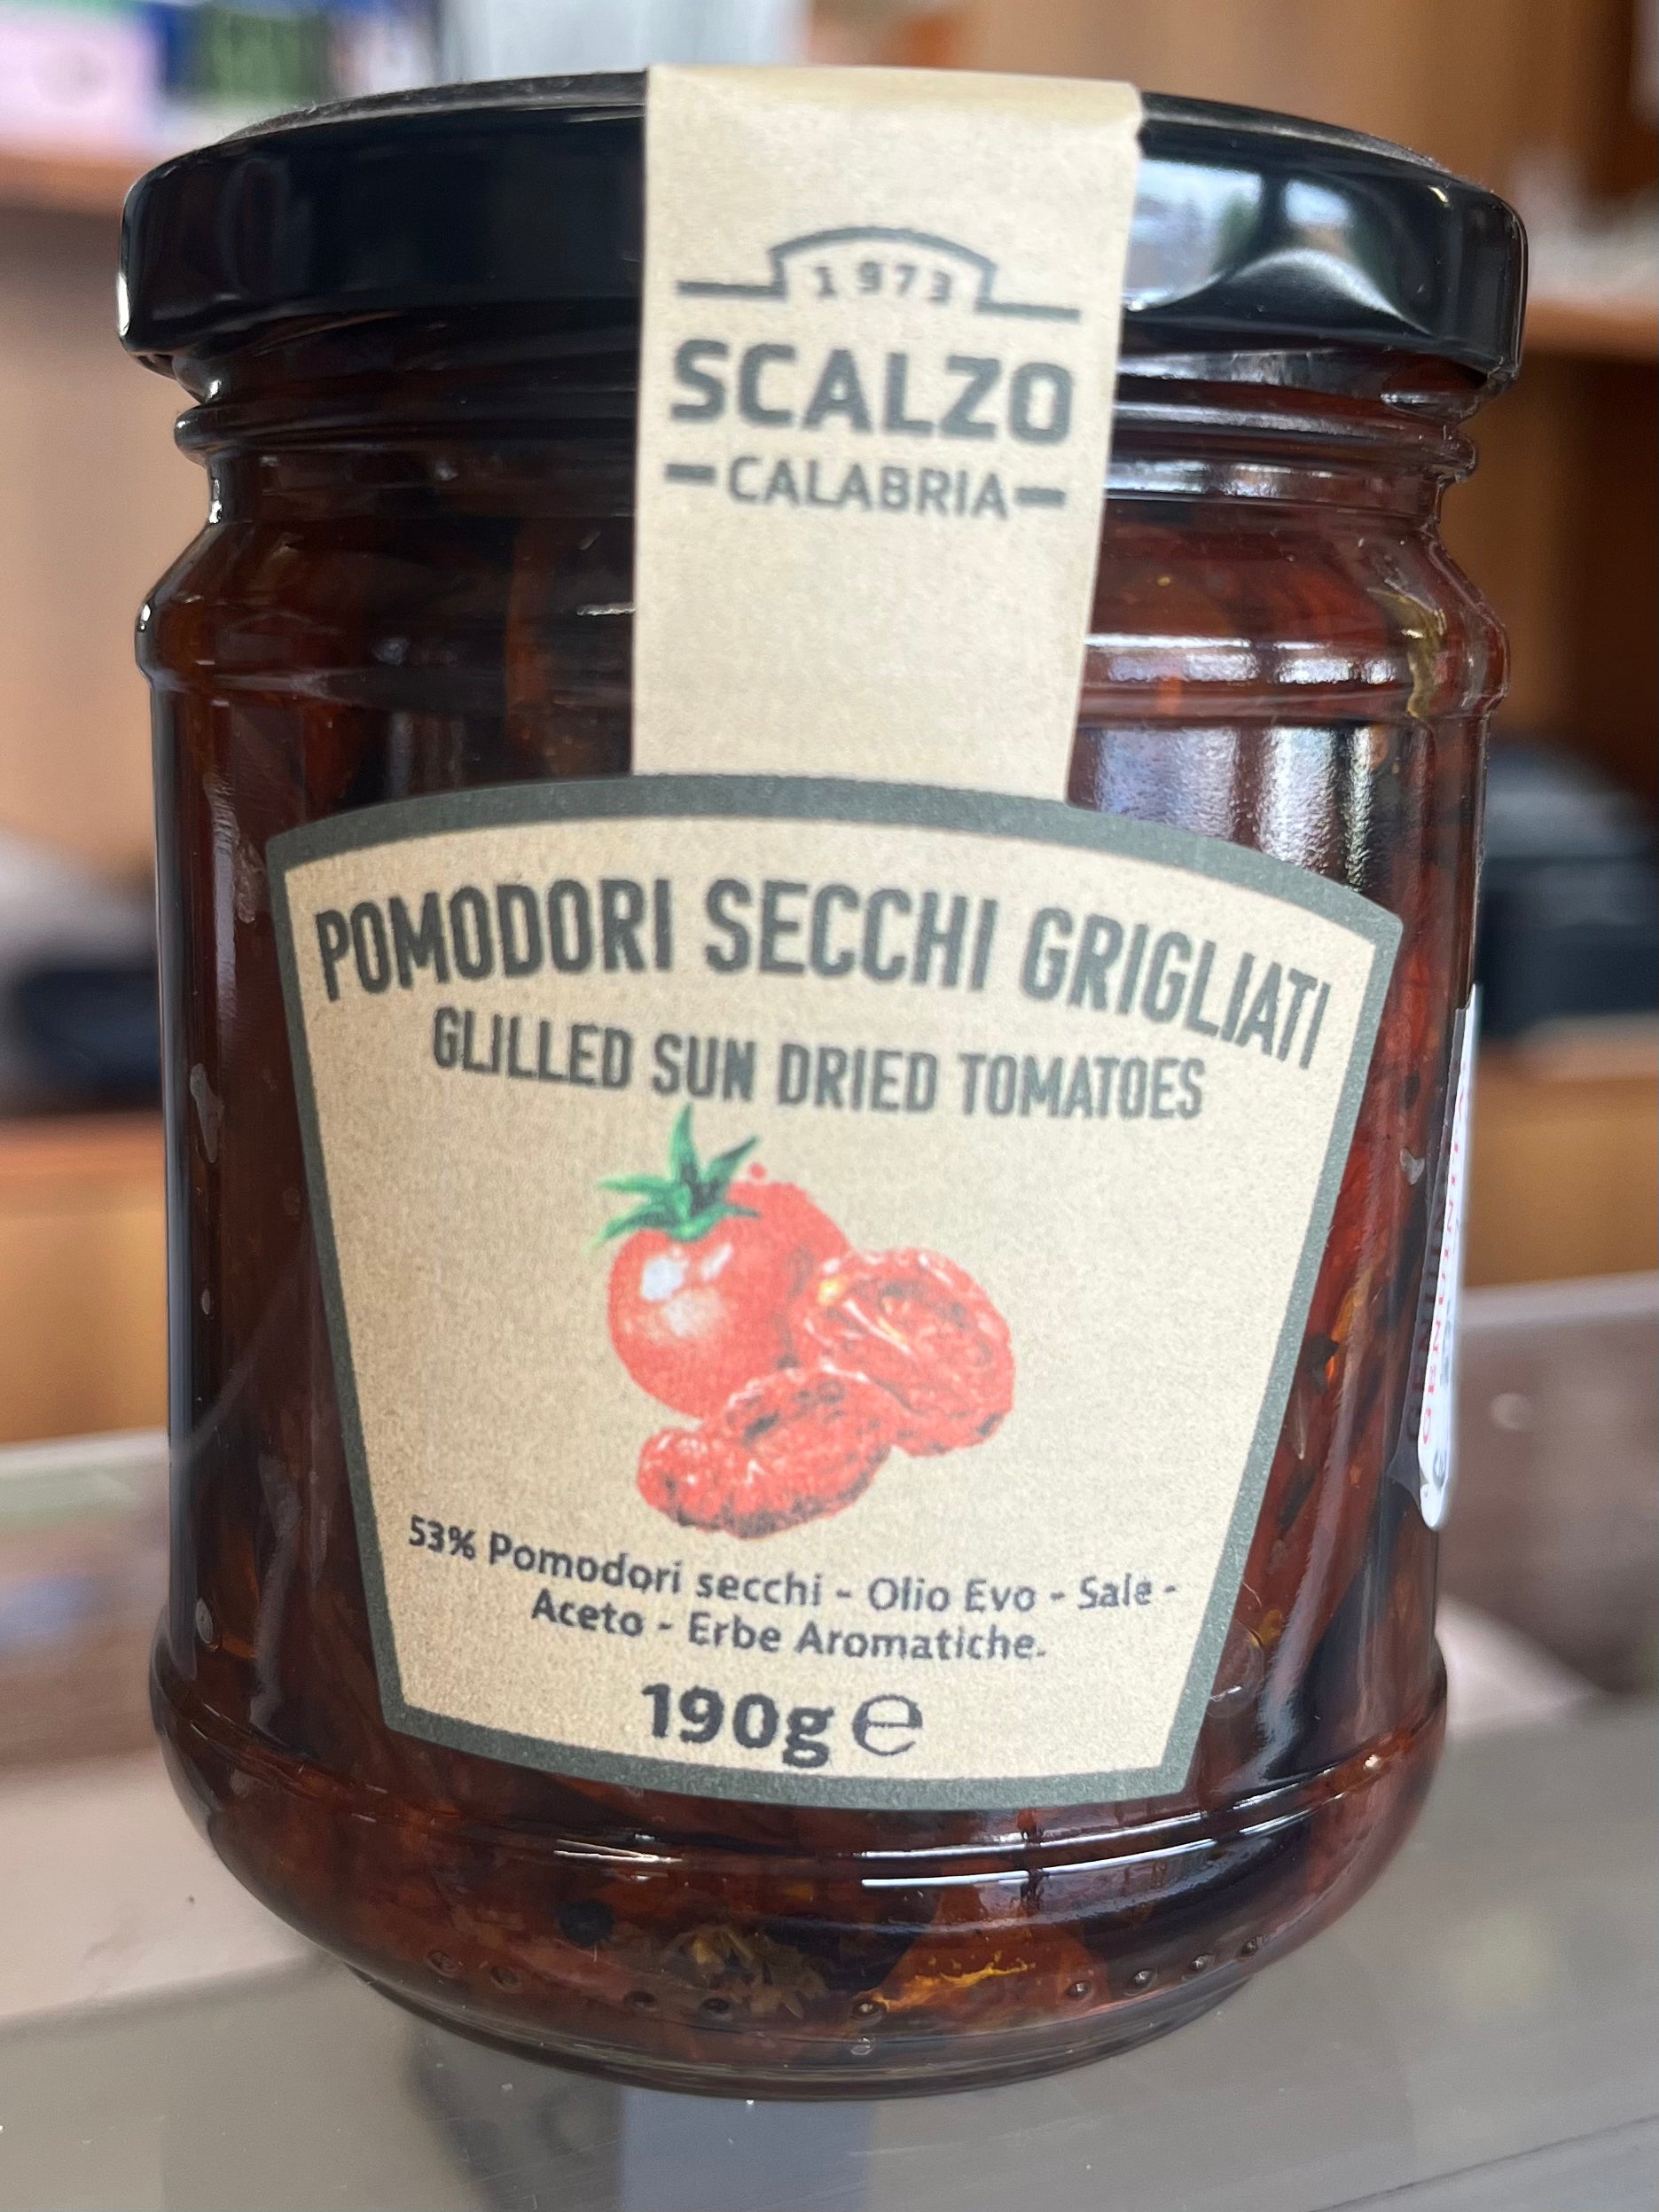 1973
SCALZO
CALABRIA
POMODORI SECCHI GRIGLIATI
GLILLED SUN DRIED TOMATOES
53% Pomodori secchi - Olio Evo - Sale -
Aceto - Erbe Aromatiche.
190g ℮